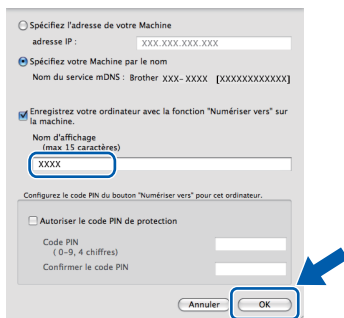 Spécifiez l'adresse de votre Machine
adresse IP : XXX.XXX.XXX.XXX
Spécifiez votre Machine par le nom
Nom du service mDNS : Brother XXX-XXXX [XXXXXXXXXXXX]
Enregistrez votre ordinateur avec la fonction "Numériser vers" sur
la machine.
Nom d'affichage
(max 15 caractères)
XXXX
Configurez le code PIN du bouton "Numériser vers" pour cet ordinateur.
Autoriser le code PIN de protection
Code PIN
( 0-9, 4 chiffres)
Confirmer le code PIN
Annuler OK